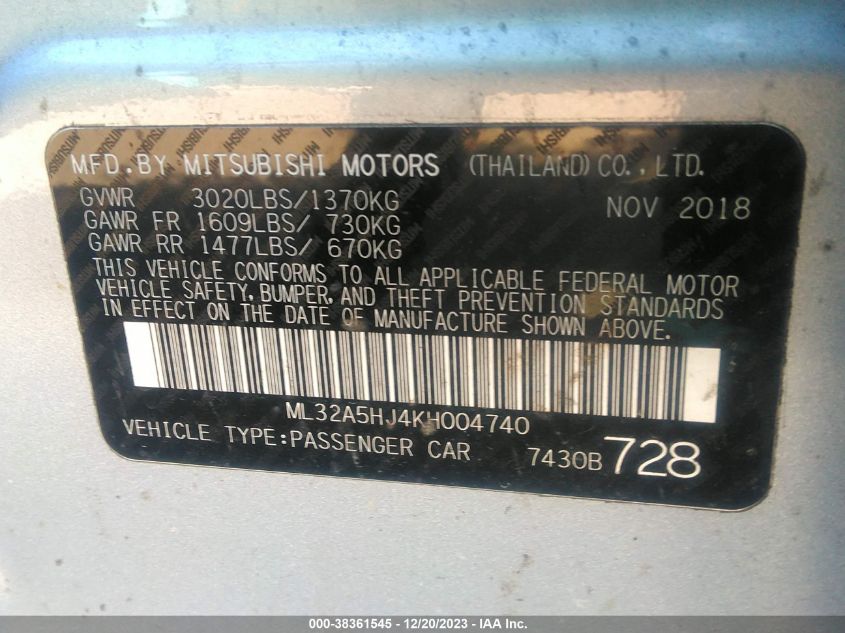 MFD.BY MITSUBISHI MOTORS (THAILAND) CO., LTD.
GVWR 3020LBS/1370KG NOV 2018
GAWR FR 1609LBS/ 730KG
GAWR RR 1477LBS/ 670KG
THIS VEHICLE CONFORMS TO ALL APPLICABLE FEDERAL MOTOR
VEHICLE SAFETY, BUMPER, AND THEFT PREVENTION STANDARDS
IN EFFECT ON THE DATE OF MANUFACTURE SHOWN ABOVE.
ML32A5HJ4KH004740
VEHICLE TYPE:PASSENGER CAR 7430B 728
000-38361545 - 12/20/2023 - IAA Inc.